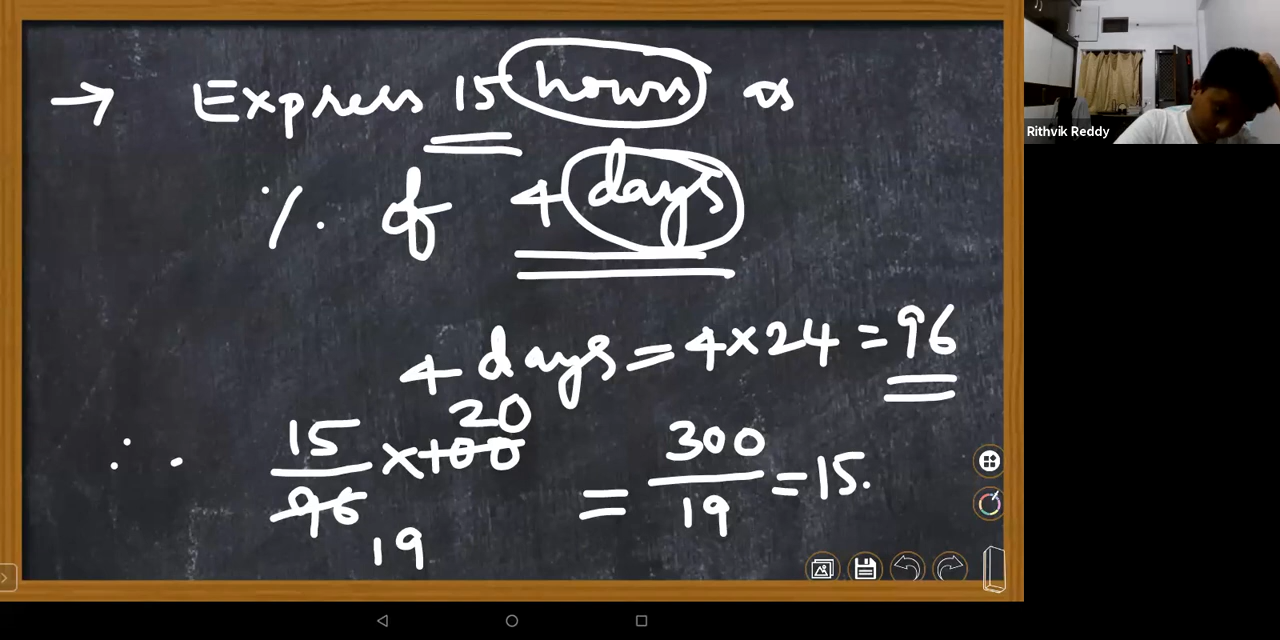 → Express 15 hours as
% of 4 days
4 days = 4×24 = 96
20
∴ 15/96 ×100 = 300/19 = 15.
19
Rithvik Reddy